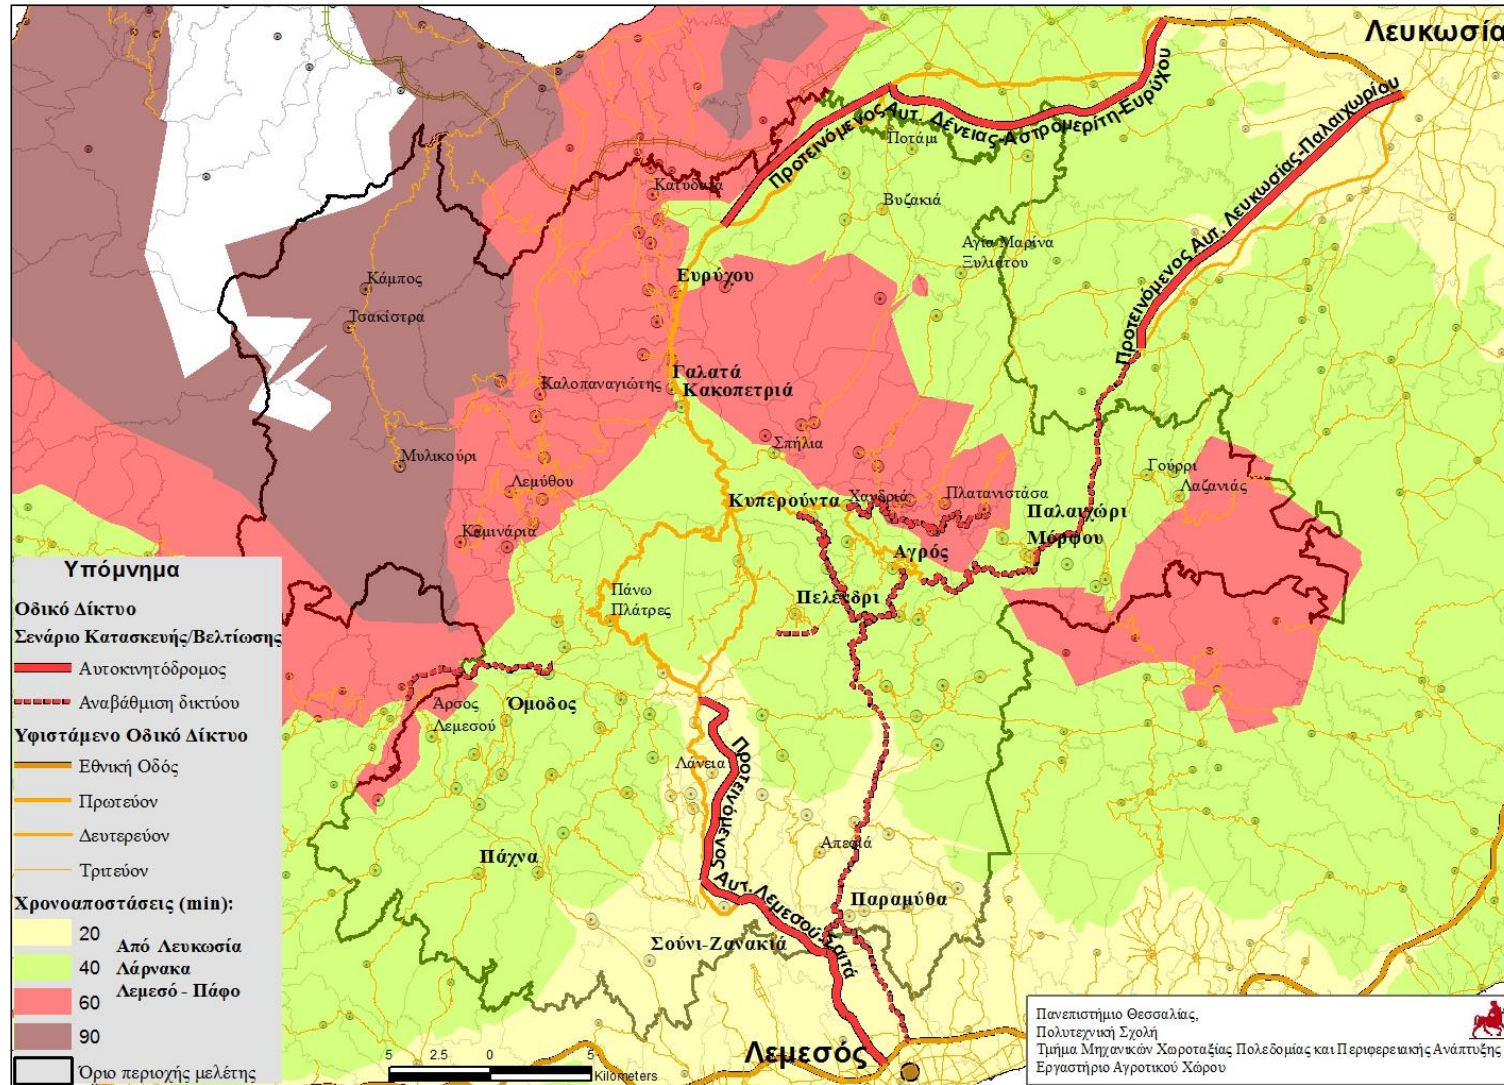 Λευκωσία
Προτεινόμενος Αυτ. Δένειας-Αστρομερίτη-Ευρύχου
Προτεινόμενος Αυτ. Λευκωσίας-Παλαιχωρίου
Ποτάμι
Κατύδατα
Βυζακιά
Αγία Μαρίνα
Ξυλιάτου
Κάμπος
Ευρύχου
Τσακίστρα
Γαλατά
Καλοπαναγιώτης
Κακοπετριά
Σπήλια
Μυλικούρι
Γούρρι
Λαζανιάς
Λεμύθου
Κυπερούντα
Χανδριά
Πλατανιστάσα
Παλαιχώρι
Μόρφου
Καμινάρια
Αγρός
Πάνω
Πλάτρες
Πελένδρι
Άρσος
Λεμεσού
Όμοδος
Λάνεια
Προτεινόμενος Αυτ. Λεμεσού-Σαϊτά
Απεσιά
Πάχνα
Παραμύθα
Σούνι-Ζανακιά
Λεμεσός
Υπόμνημα
Οδικό Δίκτυο
Σενάριο Κατασκευής/Βελτίωσης
Αυτοκινητόδρομος
Αναβάθμιση δικτύου
Υφιστάμενο Οδικό Δίκτυο
Εθνική Οδός
Πρωτεύον
Δευτερεύον
Τριτεύον
Χρονοαποστάσεις (min):
20
40
60
90
Από Λευκωσία
Λάρνακα
Λεμεσό - Πάφο
Όριο περιοχής μελέτης
5 2.5 0 5
Kilometers
Πανεπιστήμιο Θεσσαλίας,
Πολυτεχνική Σχολή
Τμήμα Μηχανικών Χωροταξίας Πολεδομίας και Περιφερειακής Ανάπτυξης
Εργαστήριο Αγροτικού Χώρου